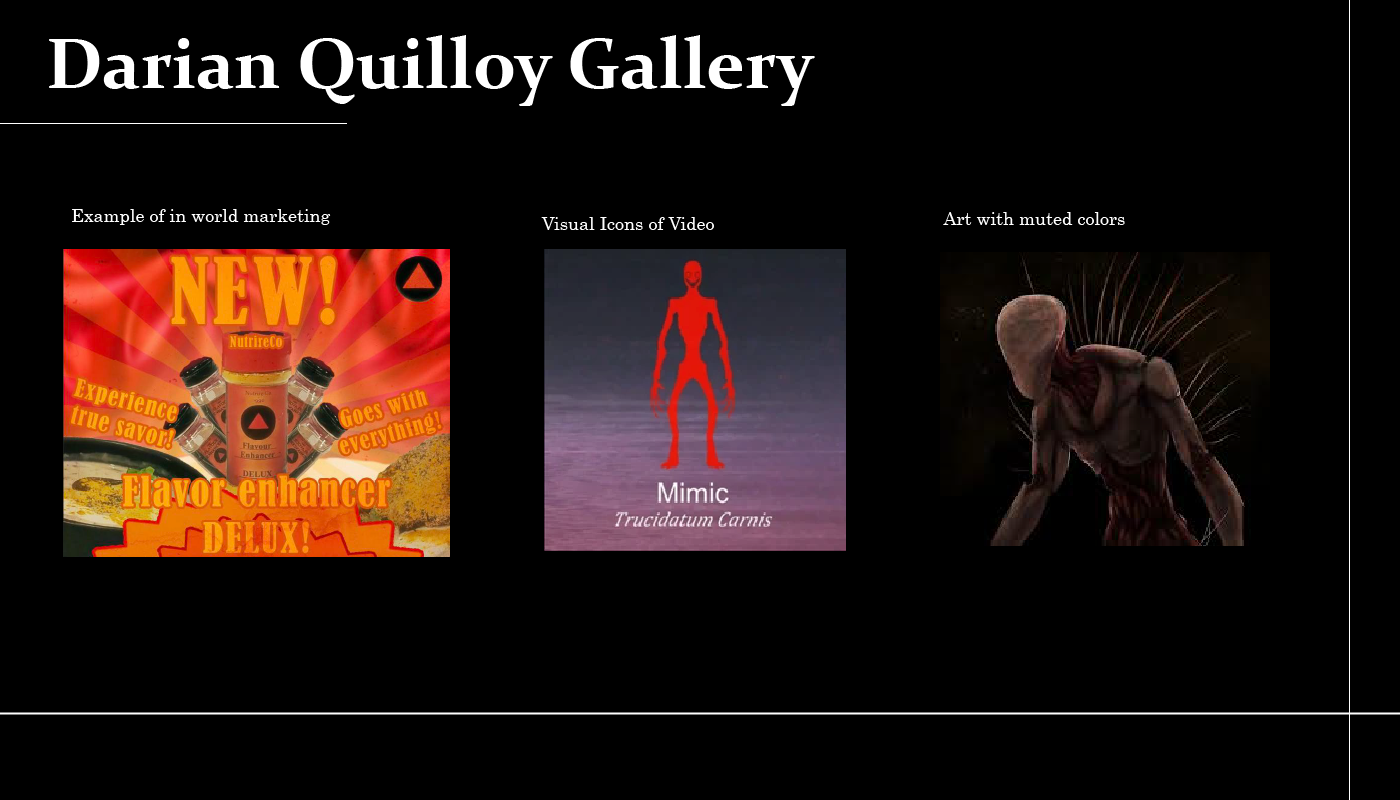 Darian Quilloy Gallery
Example of in world marketing
Visual Icons of Video
Art with muted colors
NEW!
NutrireCo
Experience
true savor!
Goes with
everything!
Flavour
Enhancer
DELUX
Flavor enhancer
DELUX!
Mimic
Trucidatum Carnis